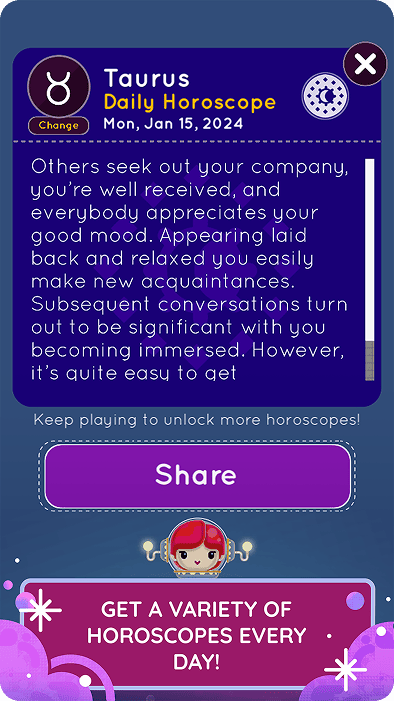 Taurus
Daily Horoscope
Mon, Jan 15, 2024
Change
Others seek out your company,
you're well received, and
everybody appreciates your
good mood. Appearing laid
back and relaxed you easily
make new acquaintances.
Subsequent conversations turn
out to be significant with you
becoming immersed. However,
it's quite easy to get
Keep playing to unlock more horoscopes!
Share
GET A VARIETY OF
HOROSCOPES EVERY
DAY!